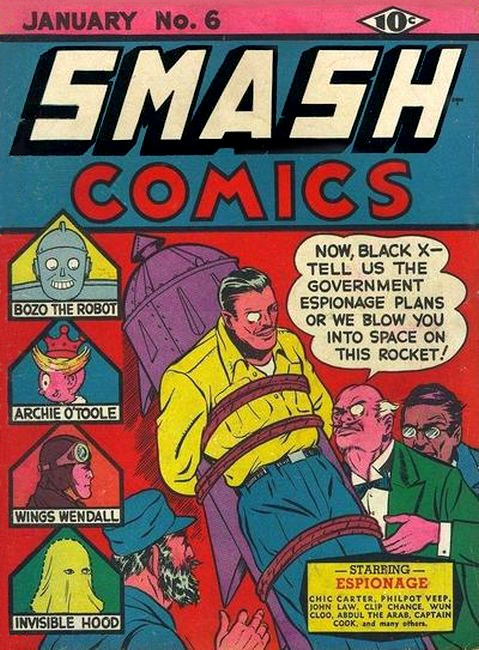 JANUARY No. 6
10¢
SMASH
COMICS
NOW, BLACK X—
TELL US THE
GOVERNMENT
ESPIONAGE PLANS
OR WE BLOW YOU
INTO SPACE ON
THIS ROCKET!
BOZO THE ROBOT
ARCHIE O'TOOLE
WINGS WENDALL
INVISIBLE HOOD
— STARRING —
ESPIONAGE
CHIC CARTER, PHILPOT VEEP,
JOHN LAW, CLIP CHANCE, WUN
CLOO, ABDUL THE ARAB, CAPTAIN
COOK, and many others.